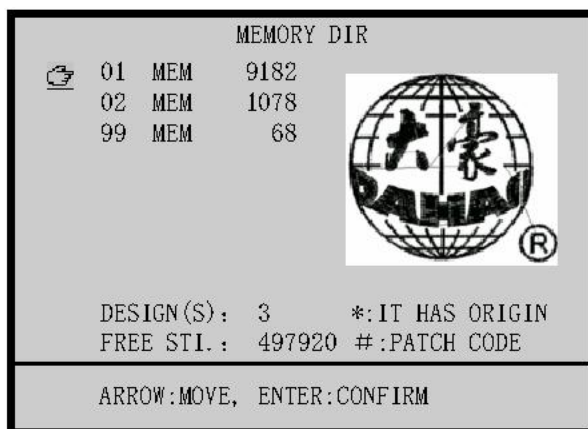 MEMORY DIR
01 MEM 9182
02 MEM 1078
99 MEM 68
大豪
DAHAO
®
DESIGN(S): 3 *:IT HAS ORIGIN
FREE STI.: 497920 #:PATCH CODE
ARROW:MOVE, ENTER:CONFIRM